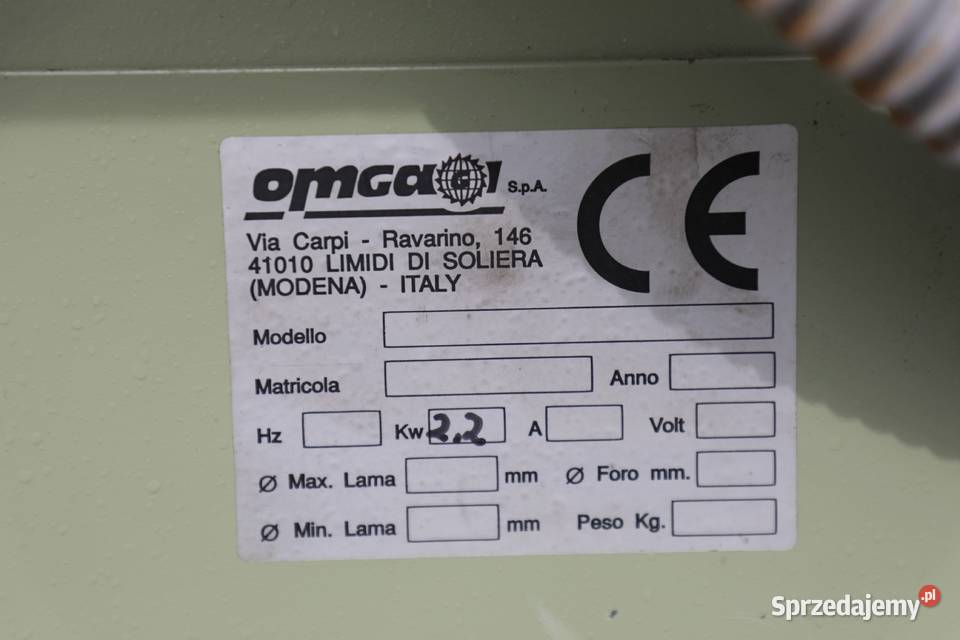 OMGA S.p.A.
Via Carpi - Ravarino, 146
41010 LIMIDI DI SOLIERA
(MODENA) - ITALY
CE
Modello
Matricola Anno
Hz Kw 2.2 A Volt
Ø Max. Lama mm Ø Foro mm.
Ø Min. Lama mm Peso Kg.
Sprzedajemy.pl